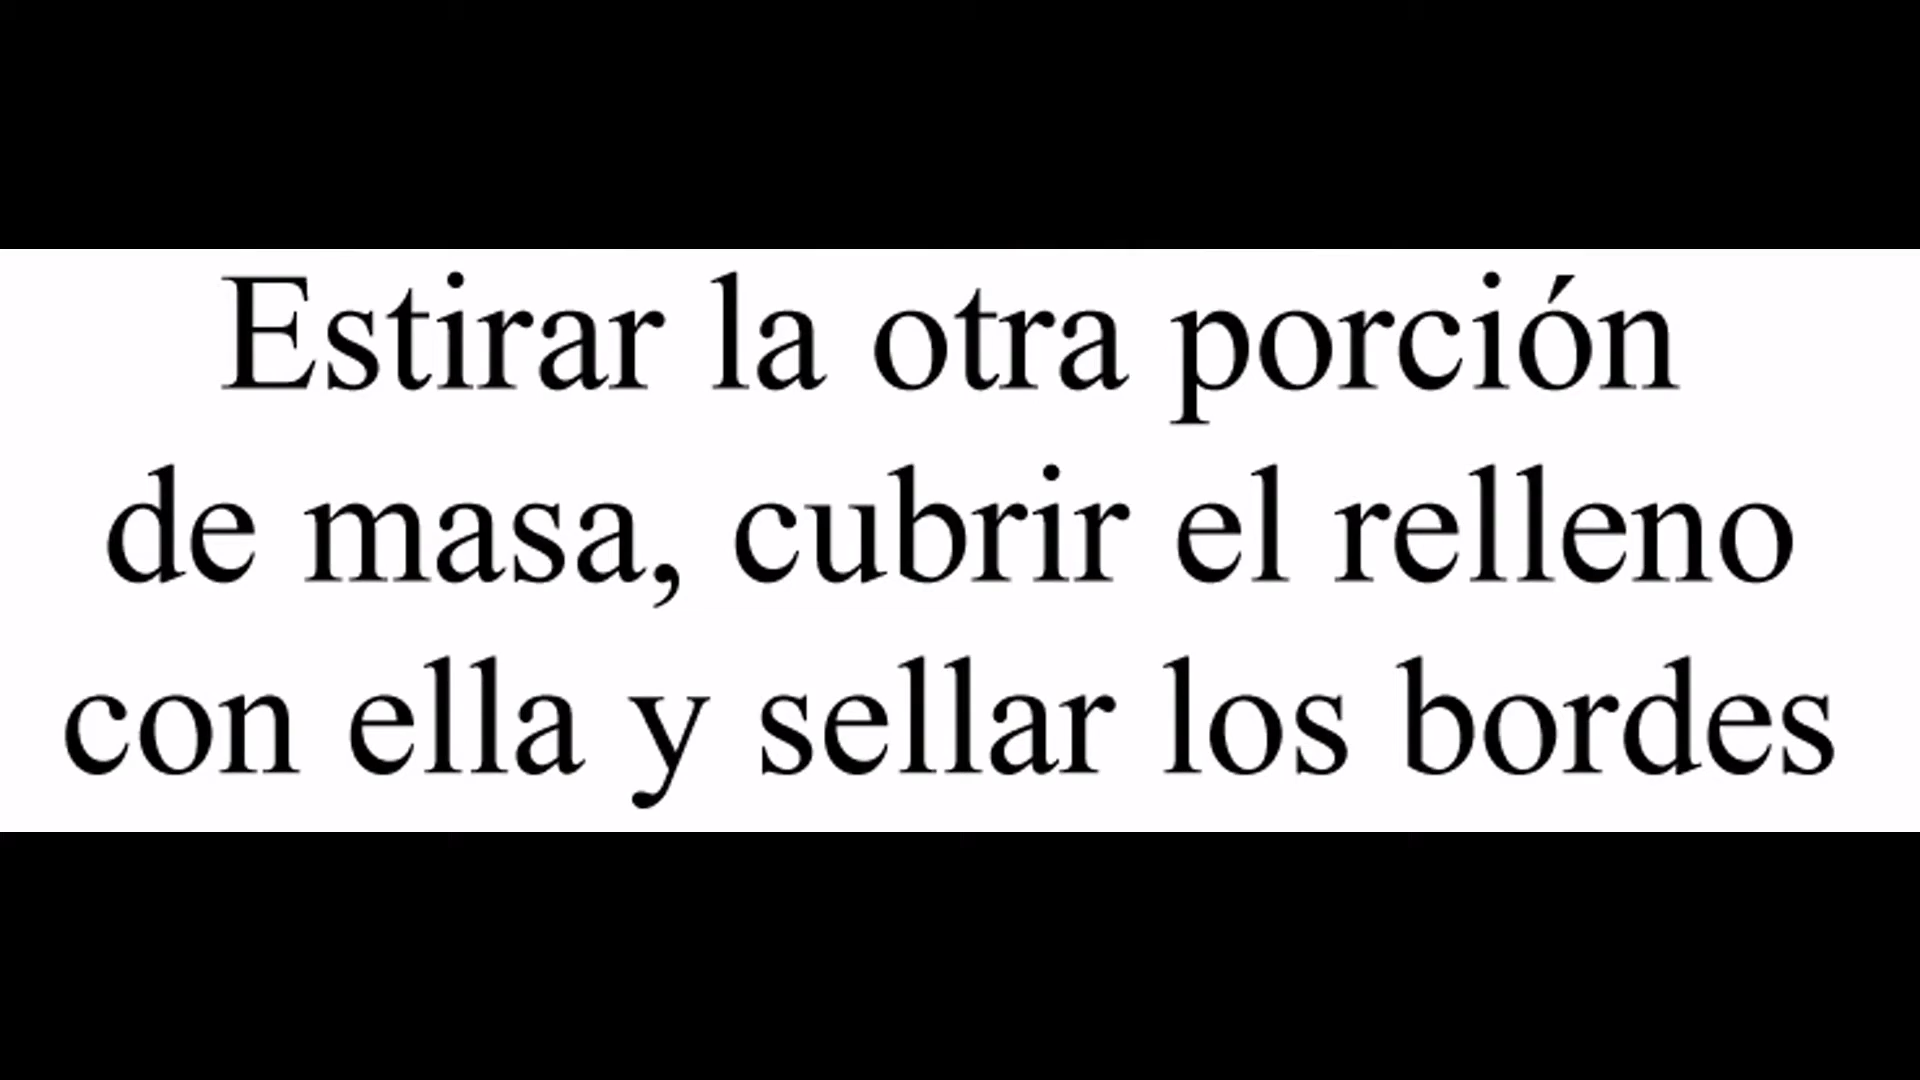 Estirar la otra porción
de masa, cubrir el relleno
con ella y sellar los bordes